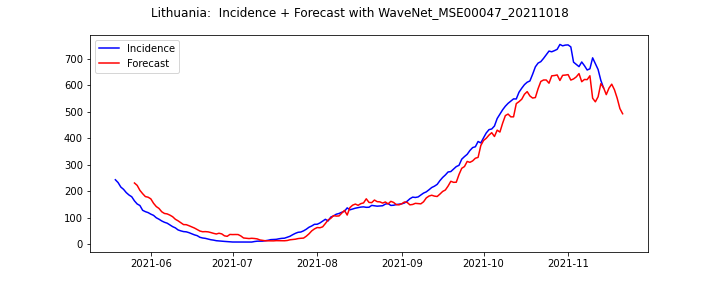 Lithuania:  Incidence + Forecast with WaveNet_MSE00047_20211018
Incidence
Forecast
700
600
500
400
300
200
100
0
2021-06 2021-07 2021-08 2021-09 2021-10 2021-11